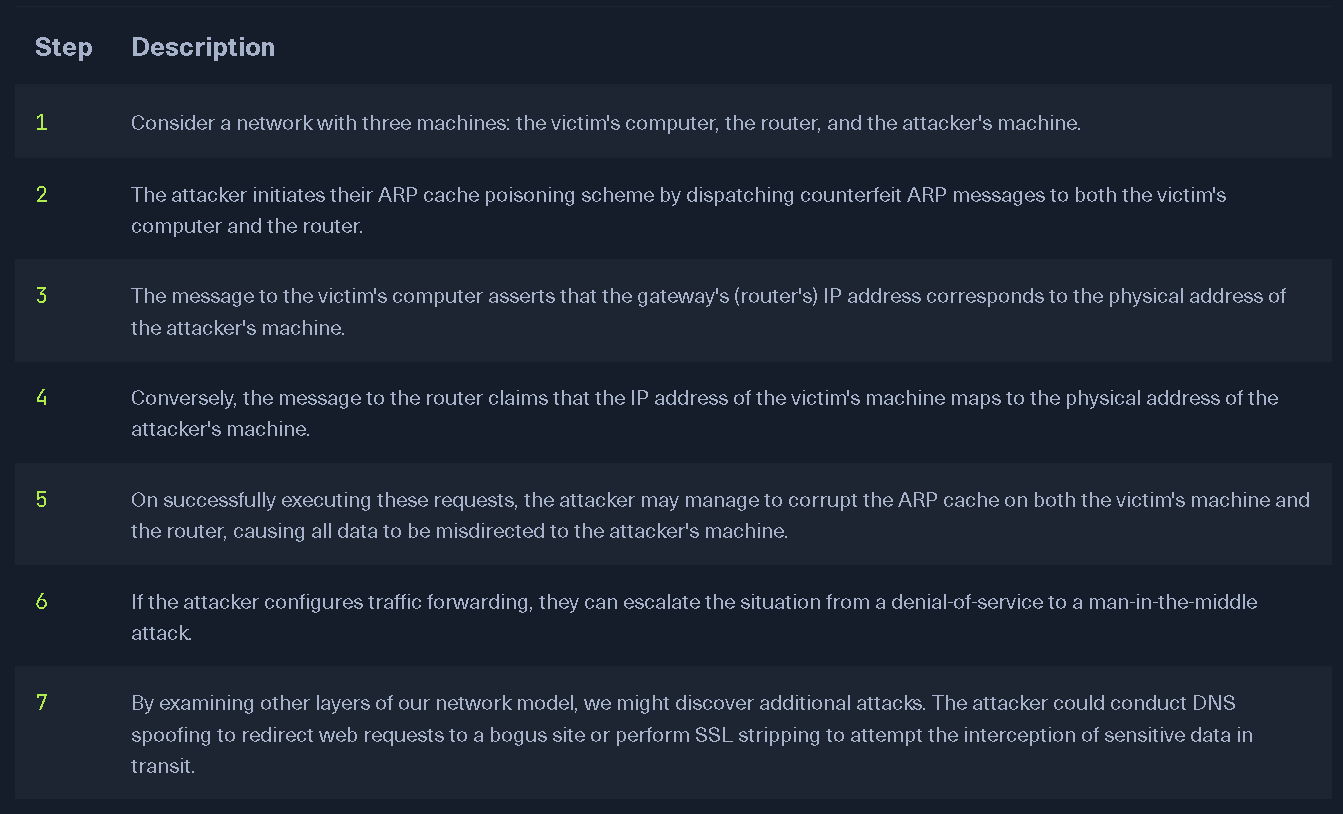 Step Description
1 Consider a network with three machines: the victim's computer, the router, and the attacker's machine.
2 The attacker initiates their ARP cache poisoning scheme by dispatching counterfeit ARP messages to both the victim's
computer and the router.
3 The message to the victim's computer asserts that the gateway's (router's) IP address corresponds to the physical address of
the attacker's machine.
4 Conversely, the message to the router claims that the IP address of the victim's machine maps to the physical address of the
attacker's machine.
5 On successfully executing these requests, the attacker may manage to corrupt the ARP cache on both the victim's machine and
the router, causing all data to be misdirected to the attacker's machine.
6 If the attacker configures traffic forwarding, they can escalate the situation from a denial-of-service to a man-in-the-middle
attack.
7 By examining other layers of our network model, we might discover additional attacks. The attacker could conduct DNS
spoofing to redirect web requests to a bogus site or perform SSL stripping to attempt the interception of sensitive data in
transit.